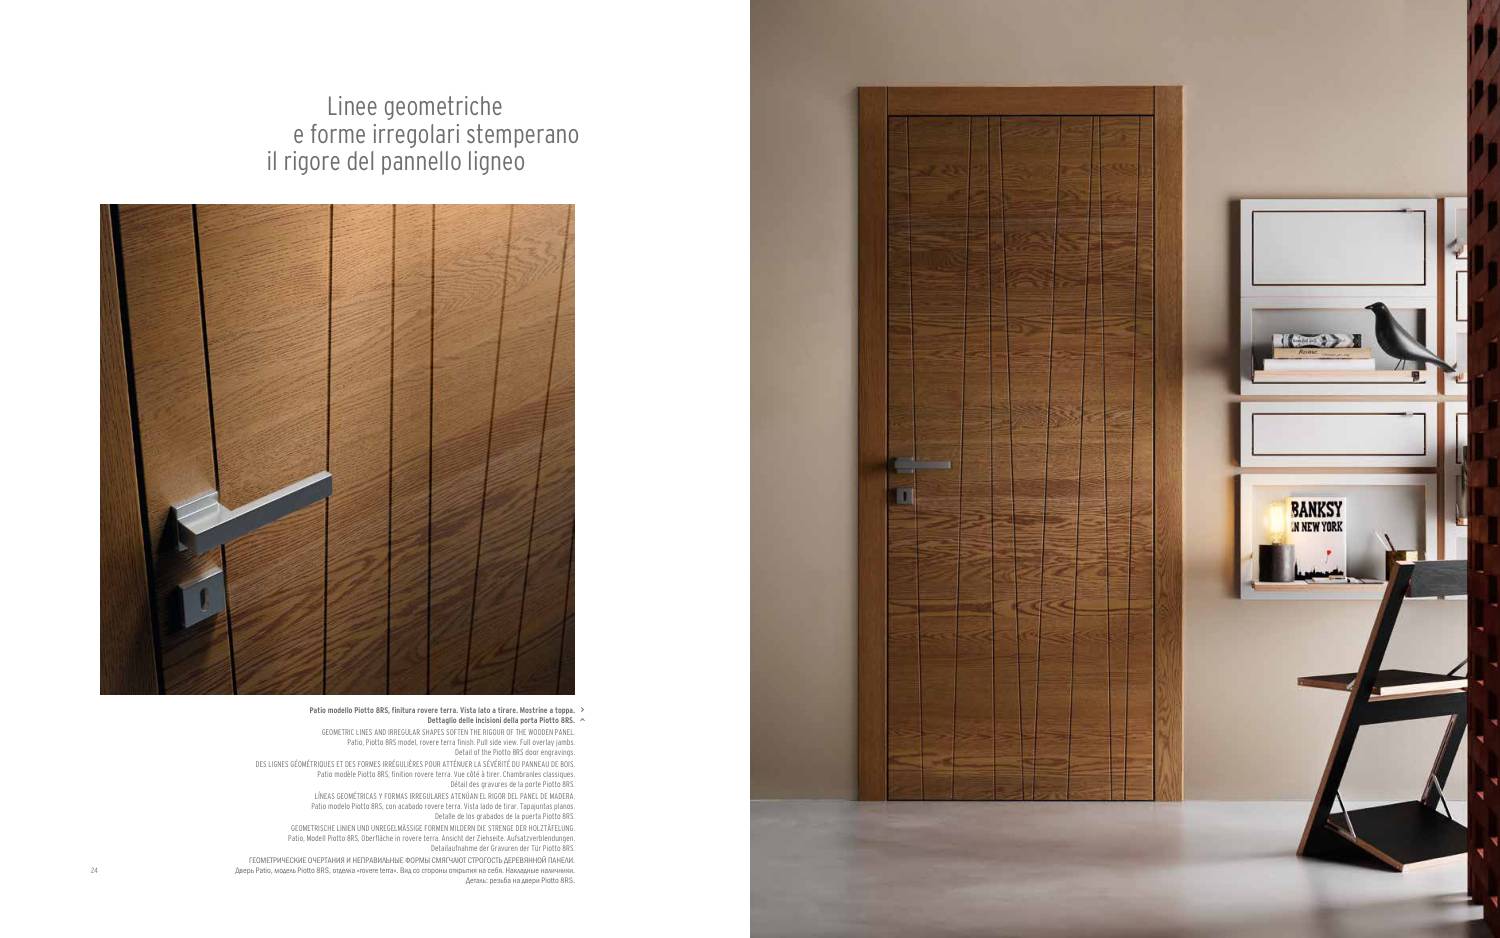 Linee geometriche
e forme irregolari stemperano
il rigore del pannello ligneo
Patio modello Piotto 8RS, finitura rovere terra. Vista lato a tirare. Mostrine a toppa. >
Dettaglio delle incisioni della porta Piotto 8RS. ^
GEOMETRIC LINES AND IRREGULAR SHAPES SOFTEN THE RIGOUR OF THE WOODEN PANEL.
Patio, Piotto 8RS model, rovere terra finish. Pull side view. Full overlay jambs.
Detail of the Piotto 8RS door engravings.
DES LIGNES GÉOMÉTRIQUES ET DES FORMES IRRÉGULIÈRES POUR ATTÉNUER LA SÉVÉRITÉ DU PANNEAU DE BOIS.
Patio modèle Piotto 8RS, finition rovere terra. Vue côté à tirer. Chambranles classiques.
Détail des gravures de la porte Piotto 8RS.
LÍNEAS GEOMÉTRICAS Y FORMAS IRREGULARES ATENÚAN EL RIGOR DEL PANEL DE MADERA.
Patio modelo Piotto 8RS, con acabado rovere terra. Vista lado de tirar. Tapajuntas planos.
Detalle de los grabados de la puerta Piotto 8RS.
GEOMETRISCHE LINIEN UND UNREGELMÄSSIGE FORMEN MILDERN DIE STRENGE DER HOLZTÄFELUNG.
Patio, Modell Piotto 8RS, Oberfläche in rovere terra. Ansicht der Ziehseite. Aufsatzverblendungen.
Detailaufnahme der Gravuren der Tür Piotto 8RS.
ГЕОМЕТРИЧЕСКИЕ ОЧЕРТАНИЯ И НЕПРАВИЛЬНЫЕ ФОРМЫ СМЯГЧАЮТ СТРОГОСТЬ ДЕРЕВЯННОЙ ПАНЕЛИ.
Дверь Patio, модель Piotto 8RS, отделка «rovere terra». Вид со стороны открытия на себя. Накладные наличники.
Деталь: резьба на двери Piotto 8RS.
24
Rome
BANKSY
IN NEW YORK